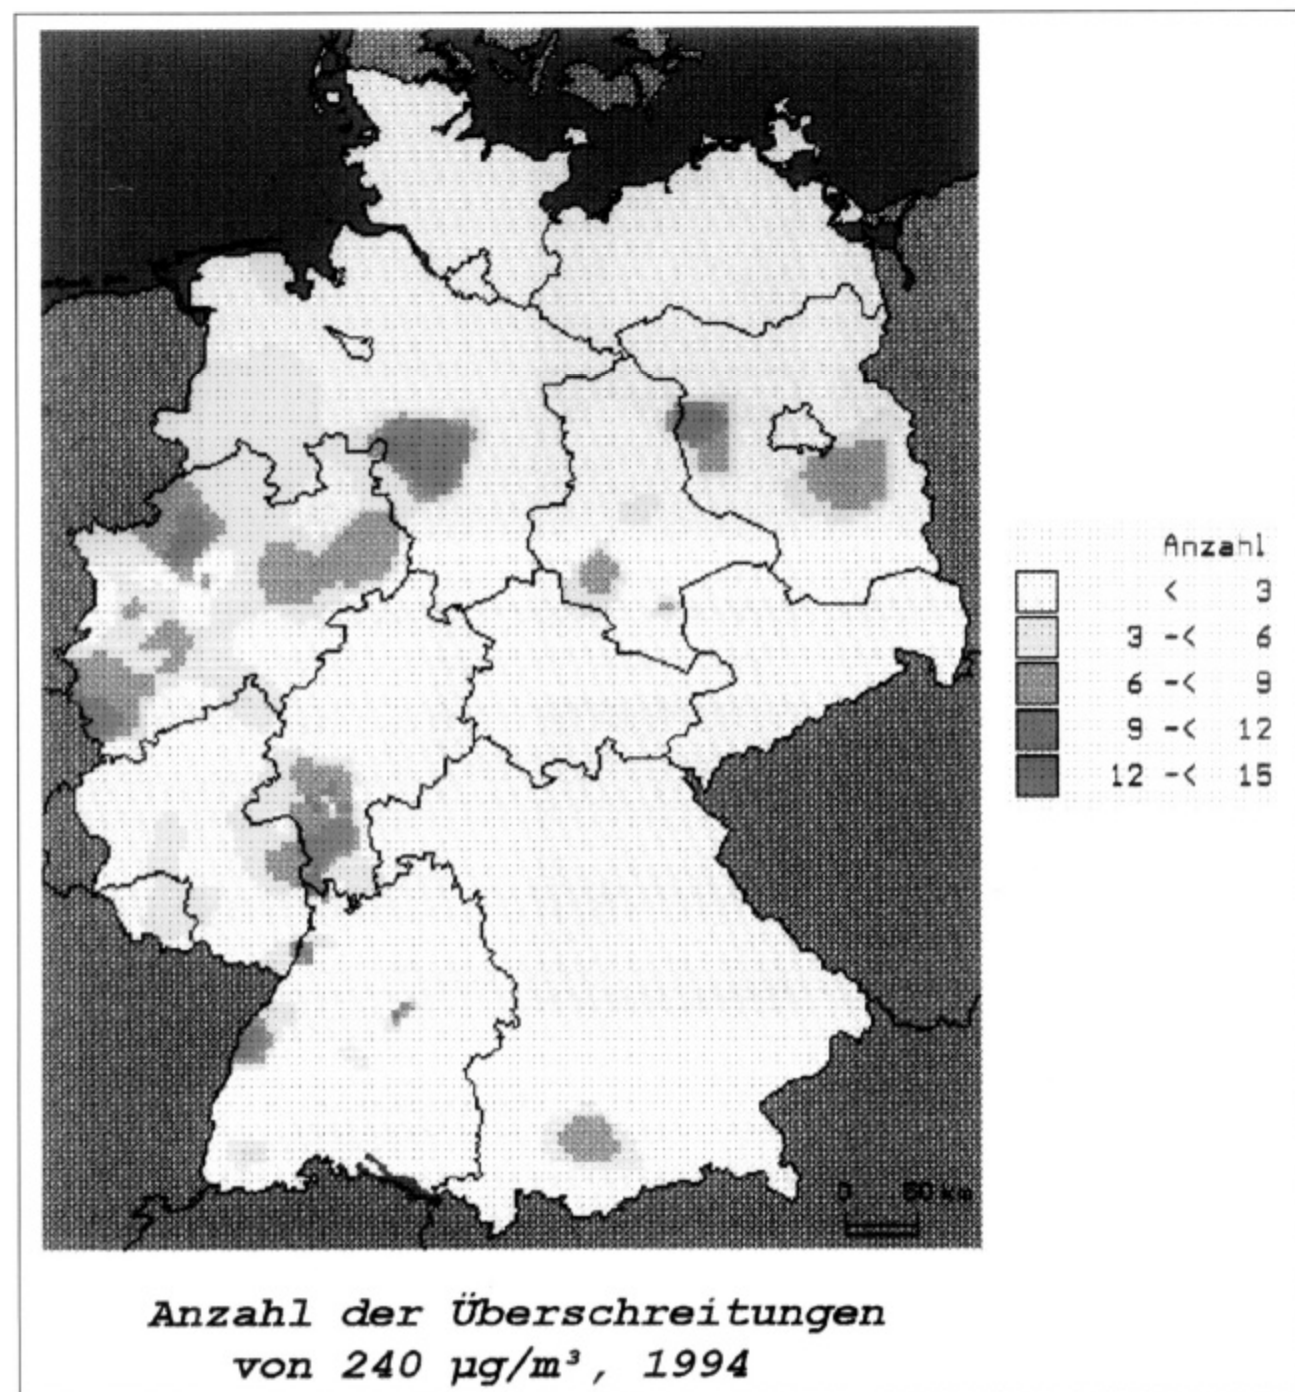 Anzahl
< 3
3 -< 6
6 -< 9
9 -< 12
12 -< 15
0 50 km
Anzahl der Überschreitungen
von 240 µg/m³, 1994